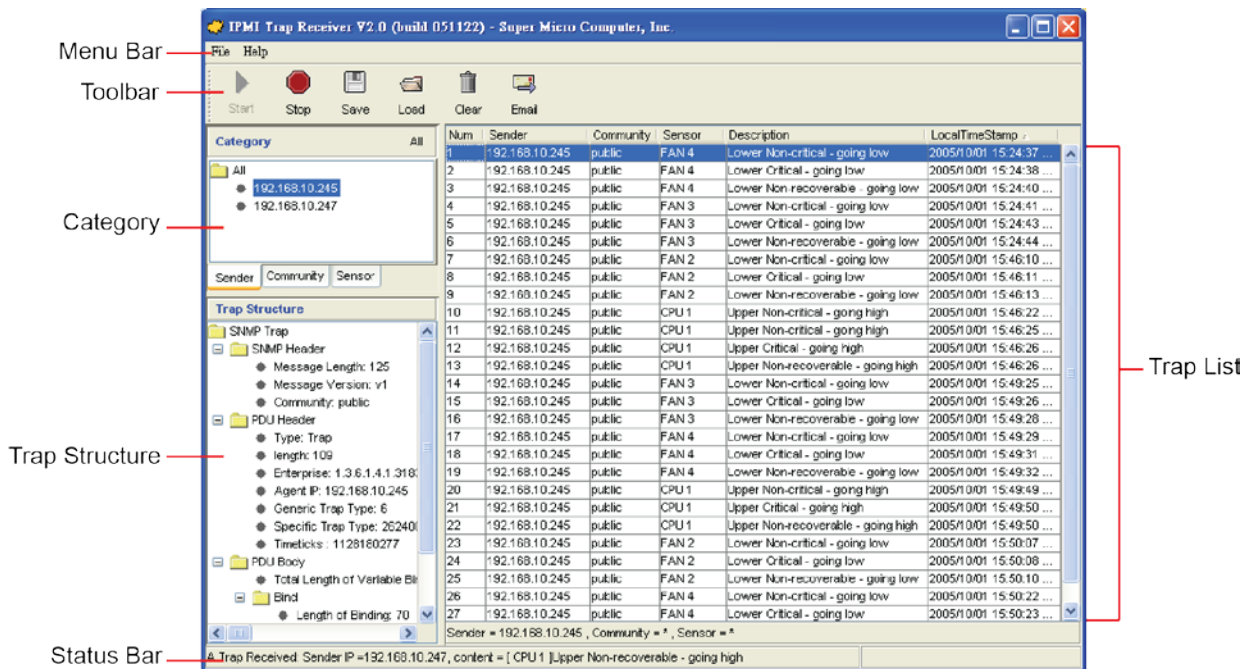 IPMI Trap Receiver V2.0 (build 051122) - Super Micro Computer, Inc.
Menu Bar
File Help
Toolbar
Start Stop Save Load Clear Email
Category All
All
192.168.10.245
192.168.10.247
Category
Sender Community Sensor
Trap Structure
SNMP Trap
SNMP Header
Message Length: 125
Message Version: v1
Community: public
PDU Header
Type: Trap
length: 109
Trap Structure
Enterprise: 1.3.6.1.4.1.318
Agent IP: 192.168.10.245
Generic Trap Type: 6
Specific Trap Type: 26240
Timeticks : 1128180277
PDU Body
Total Length of Variable
Bind
Length of Binding: 70
Num Sender Community Sensor Description LocalTimeStamp
1 192.168.10.245 public FAN 4 Lower Non-critical - going low 2005/10/01 15:24:37 ...
2 192.168.10.245 public FAN 4 Lower Critical - going low 2005/10/01 15:24:38 ...
3 192.168.10.245 public FAN 4 Lower Non-recoverable - going low 2005/10/01 15:24:40 ...
4 192.168.10.245 public FAN 3 Lower Non-critical - going low 2005/10/01 15:24:41 ...
5 192.168.10.245 public FAN 3 Lower Critical - going low 2005/10/01 15:24:43 ...
6 192.168.10.245 public FAN 3 Lower Non-recoverable - going low 2005/10/01 15:24:44 ...
7 192.168.10.245 public FAN 2 Lower Non-critical - going low 2005/10/01 15:46:10 ...
8 192.168.10.245 public FAN 2 Lower Critical - going low 2005/10/01 15:46:11 ...
9 192.168.10.245 public FAN 2 Lower Non-recoverable - going low 2005/10/01 15:46:13 ...
10 192.168.10.245 public CPU 1 Upper Non-critical - going high 2005/10/01 15:46:22 ...
11 192.168.10.245 public CPU 1 Upper Non-critical - going high 2005/10/01 15:46:25 ...
12 192.168.10.245 public CPU 1 Upper Critical - going high 2005/10/01 15:46:26 ...
13 192.168.10.245 public CPU 1 Upper Non-recoverable - going high 2005/10/01 15:46:26 ...
14 192.168.10.245 public FAN 3 Lower Non-critical - going low 2005/10/01 15:49:25 ...
15 192.168.10.245 public FAN 3 Lower Critical - going low 2005/10/01 15:49:26 ...
16 192.168.10.245 public FAN 3 Lower Non-recoverable - going low 2005/10/01 15:49:28 ...
17 192.168.10.245 public FAN 4 Lower Non-critical - going low 2005/10/01 15:49:29 ...
18 192.168.10.245 public FAN 4 Lower Critical - going low 2005/10/01 15:49:31 ...
19 192.168.10.245 public FAN 4 Lower Non-recoverable - going low 2005/10/01 15:49:32 ...
20 192.168.10.245 public CPU 1 Upper Non-critical - going high 2005/10/01 15:49:49 ...
21 192.168.10.245 public CPU 1 Upper Critical - going high 2005/10/01 15:49:50 ...
22 192.168.10.245 public CPU 1 Upper Non-recoverable - going high 2005/10/01 15:49:50 ...
23 192.168.10.245 public FAN 2 Lower Non-critical - going low 2005/10/01 15:50:07 ...
24 192.168.10.245 public FAN 2 Lower Critical - going low 2005/10/01 15:50:08 ...
25 192.168.10.245 public FAN 2 Lower Non-recoverable - going low 2005/10/01 15:50:10 ...
26 192.168.10.245 public FAN 4 Lower Non-critical - going low 2005/10/01 15:50:22 ...
27 192.168.10.245 public FAN 4 Lower Critical - going low 2005/10/01 15:50:23 ...
Trap List
Sender = 192.168.10.245 , Community = * , Sensor = *
Status Bar
A Trap Received: Sender IP =192.168.10.247, content = [ CPU 1 ]Upper Non-recoverable - going high